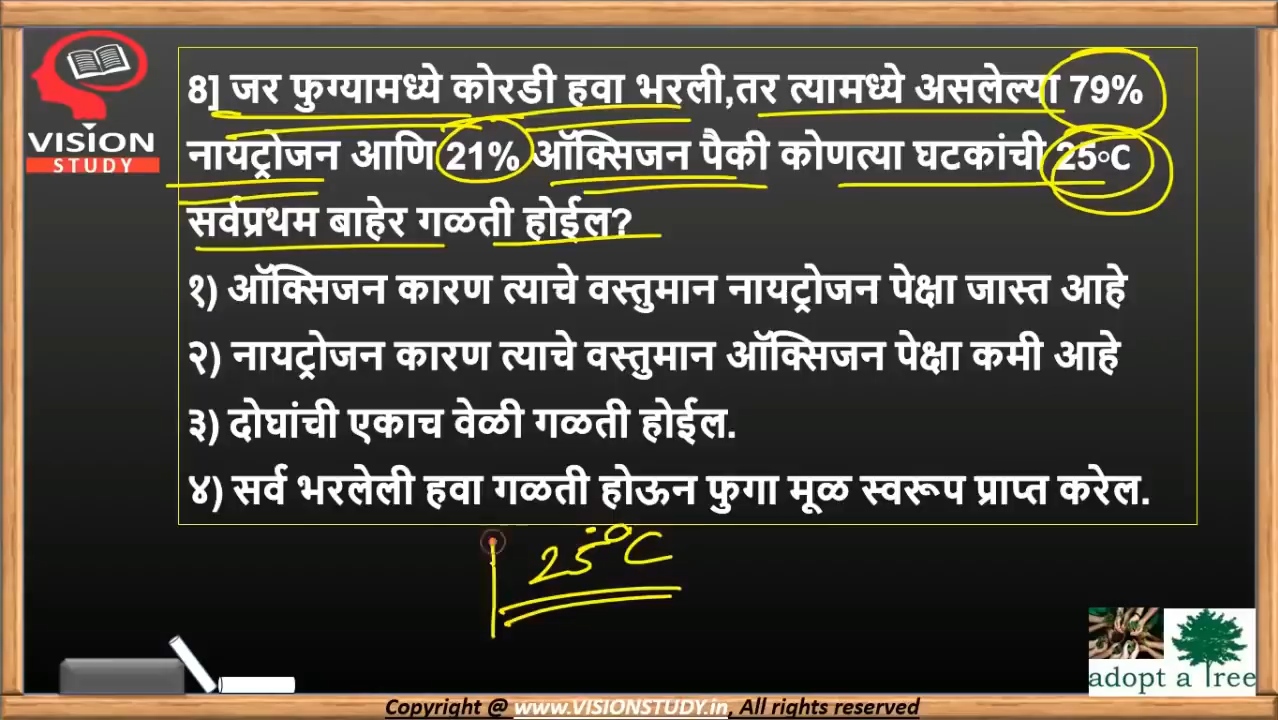 VISION
STUDY
8] जर फुग्यामध्ये कोरडी हवा भरली,तर त्यामध्ये असलेल्या 79%
नायट्रोजन आणि 21% ऑक्सिजन पैकी कोणत्या घटकांची 25°C
सर्वप्रथम बाहेर गळती होईल?
१) ऑक्सिजन कारण त्याचे वस्तुमान नायट्रोजन पेक्षा जास्त आहे
२) नायट्रोजन कारण त्याचे वस्तुमान ऑक्सिजन पेक्षा कमी आहे
३) दोघांची एकाच वेळी गळती होईल.
४) सर्व भरलेली हवा गळती होऊन फुगा मूळ स्वरूप प्राप्त करेल.
25°C
adopt a Tree
Copyright @ www.VISIONSTUDY.in, All rights reserved